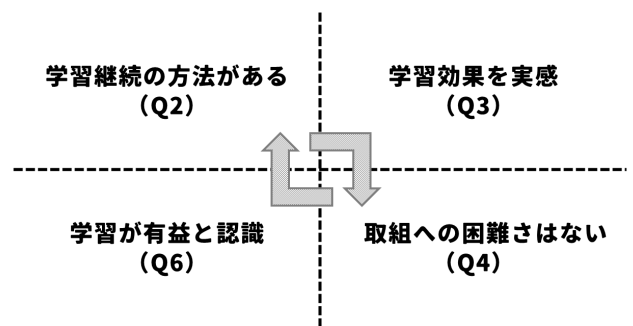 学習継続の方法がある
（Q2）
学習効果を実感
（Q3）
学習が有益と認識
（Q6）
取組への困難さはない
（Q4）